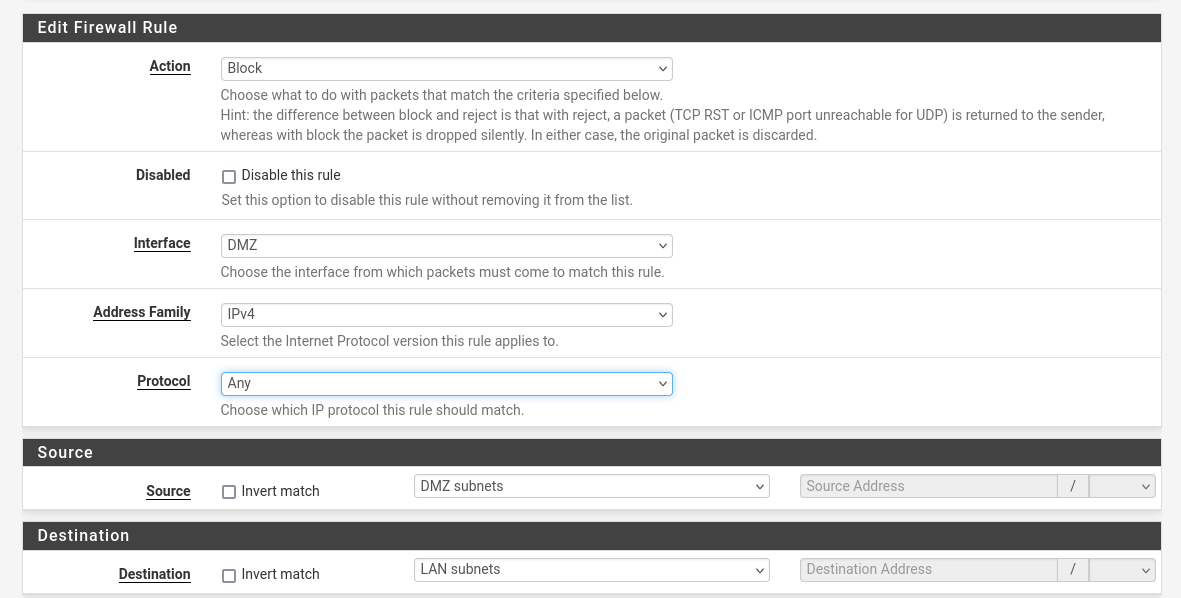 Edit Firewall Rule
Action
Block
Choose what to do with packets that match the criteria specified below.
Hint: the difference between block and reject is that with reject, a packet (TCP RST or ICMP port unreachable for UDP) is returned to the sender,
whereas with block the packet is dropped silently. In either case, the original packet is discarded.
Disabled
Disable this rule
Set this option to disable this rule without removing it from the list.
Interface
DMZ
Choose the interface from which packets must come to match this rule.
Address Family
IPv4
Select the Internet Protocol version this rule applies to.
Protocol
Any
Choose which IP protocol this rule should match.
Source
Source
Invert match
DMZ subnets
Source Address
/
Destination
Destination
Invert match
LAN subnets
Destination Address
/